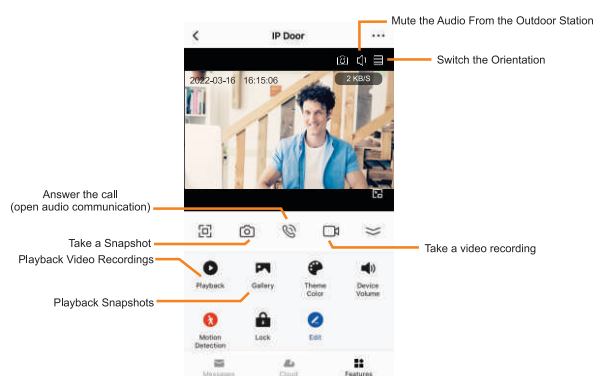 Mute the Audio From the Outdoor Station
IP Door
Switch the Orientation
2022-03-16 16:15:06
2 KB/S
Answer the call
(open audio communication)
Take a Snapshot
Take a video recording
Playback Video Recordings
Playback
Gallery
Theme
Color
Device
Volume
Playback Snapshots
Motion
Detection
Lock
Edit
Messages
Cloud
Features